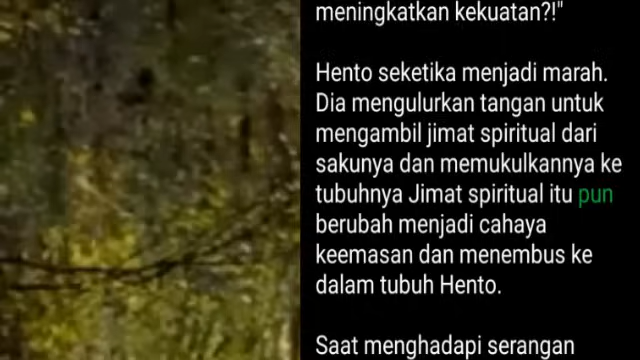 meningkatkan kekuatan?!"
Hento seketika menjadi marah.
Dia mengulurkan tangan untuk
mengambil jimat spiritual dari
sakunya dan memukulkannya ke
tubuhnya Jimat spiritual itu pun
berubah menjadi cahaya
keemasan dan menembus ke
dalam tubuh Hento.
Saat menghadapi serangan